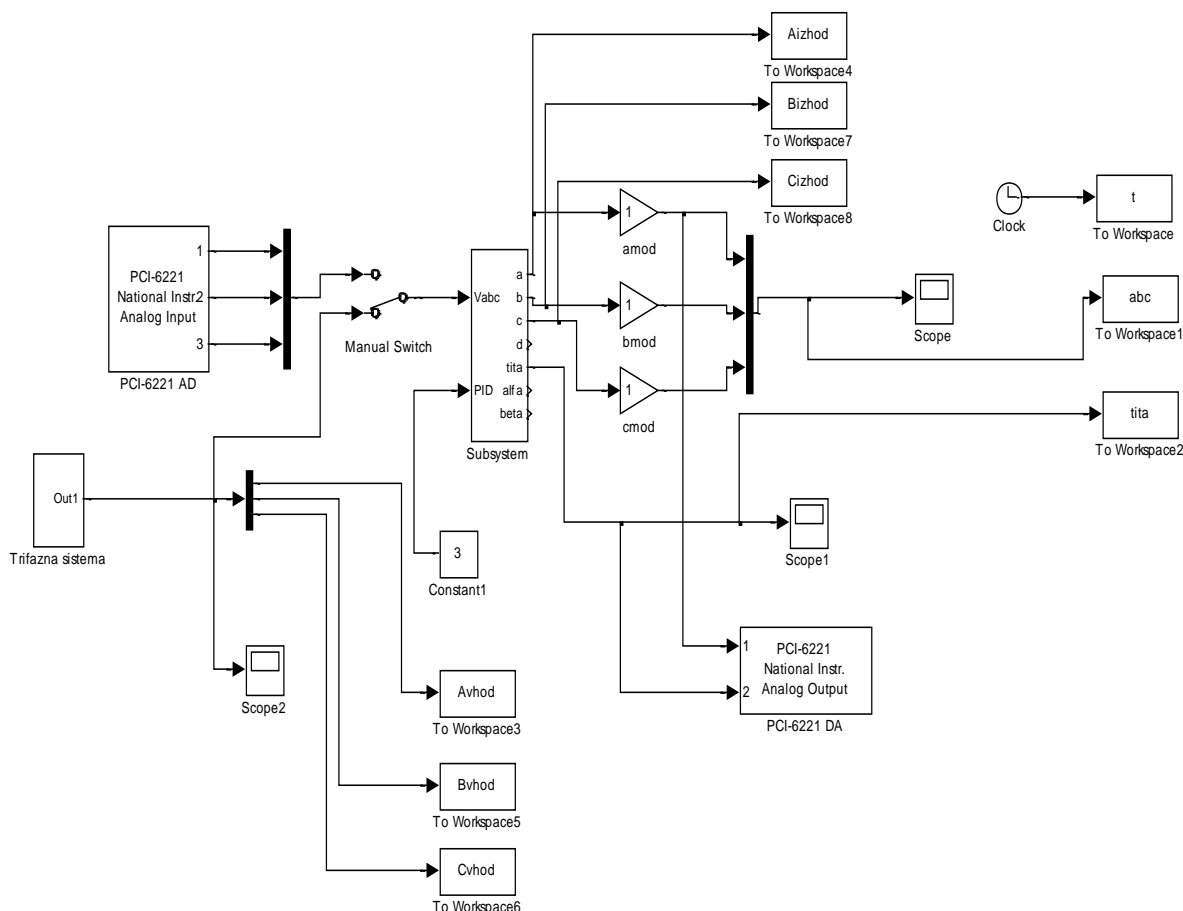 Aizhod
To Workspace4
Bizhod
To Workspace7
Cizhod
To Workspace8
1
amod
Clock
t
To Workspace
PCI-6221
National Instr.
Analog Input
1
2
3
PCI-6221 AD
Manual Switch
Vabc
PID
a
b
c
d
tita
alfa
beta
Subsystem
1
bmod
1
cmod
Scope
abc
To Workspace1
tita
To Workspace2
Out1
Trifazna sistema
3
Constant1
Scope1
Scope2
1
2
PCI-6221
National Instr.
Analog Output
PCI-6221 DA
Avhod
To Workspace3
Bvhod
To Workspace5
Cvhod
To Workspace6